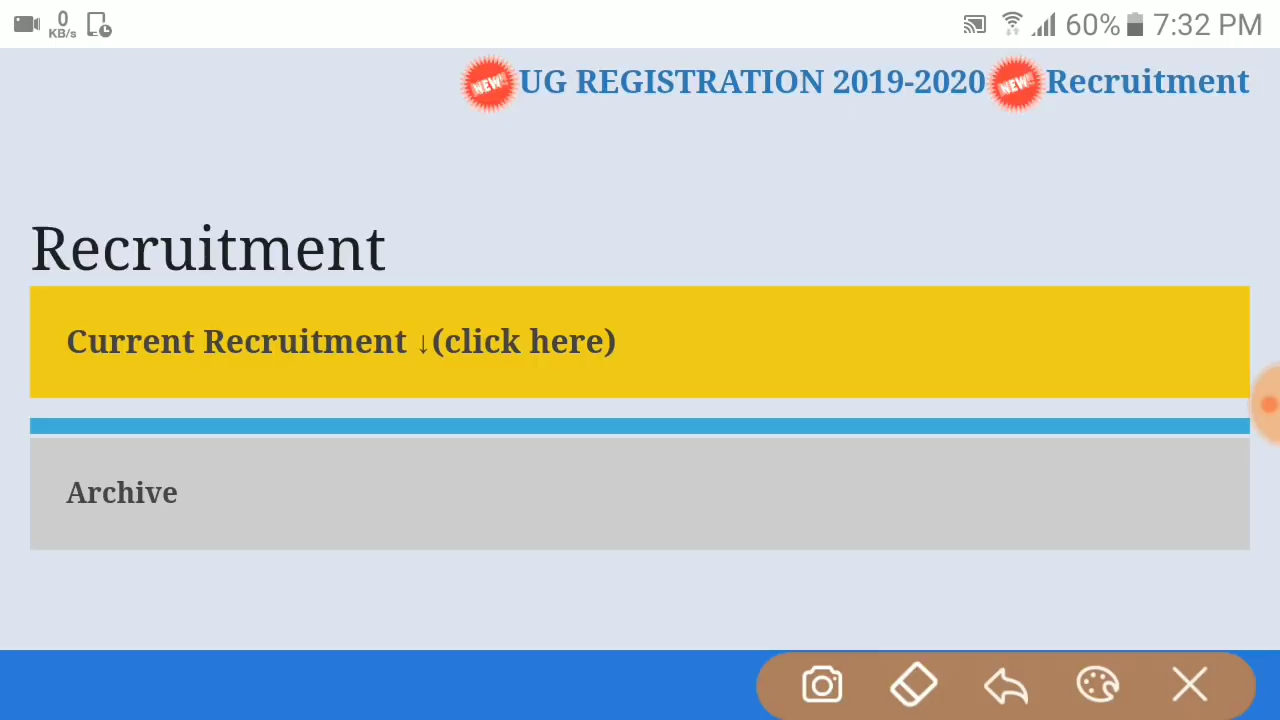 0
KB/s
60% 7:32 PM
NEW! UG REGISTRATION 2019-2020 NEW! Recruitment
Recruitment
Current Recruitment ↓(click here)
Archive